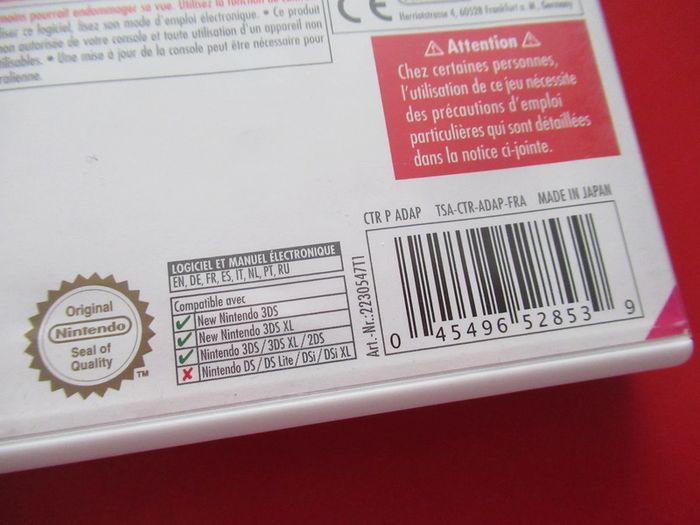 moins pourrait endommager sa vue. Utilisez la fonction de
iser ce logiciel, lisez son mode d'emploi électronique. • Ce produit
non autorisée de votre console et toute utilisation d'un appareil non
utilisables. • Une mise à jour de la console peut être nécessaire pour
ralienne.
CE
Herriotstrasse 4, 60528 Frankfurt a. M., Germany
⚠ Attention ⚠
Chez certaines personnes,
l'utilisation de ce jeu nécessite
des précautions d'emploi
particulières qui sont détaillées
dans la notice ci-jointe.
CTR P ADAP TSA-CTR-ADAP-FRA MADE IN JAPAN
LOGICIEL ET MANUEL ÉLECTRONIQUE
EN, DE, FR, ES, IT, NL, PT, RU
Compatible avec
✓ New Nintendo 3DS
✓ New Nintendo 3DS XL
✓ Nintendo 3DS / 3DS XL / 2DS
✗ Nintendo DS / DS Lite / DSi / DSi XL
Art.-Nr.:2230547T1
0 45496 52853 9
Original
Nintendo
Seal of
Quality
TM